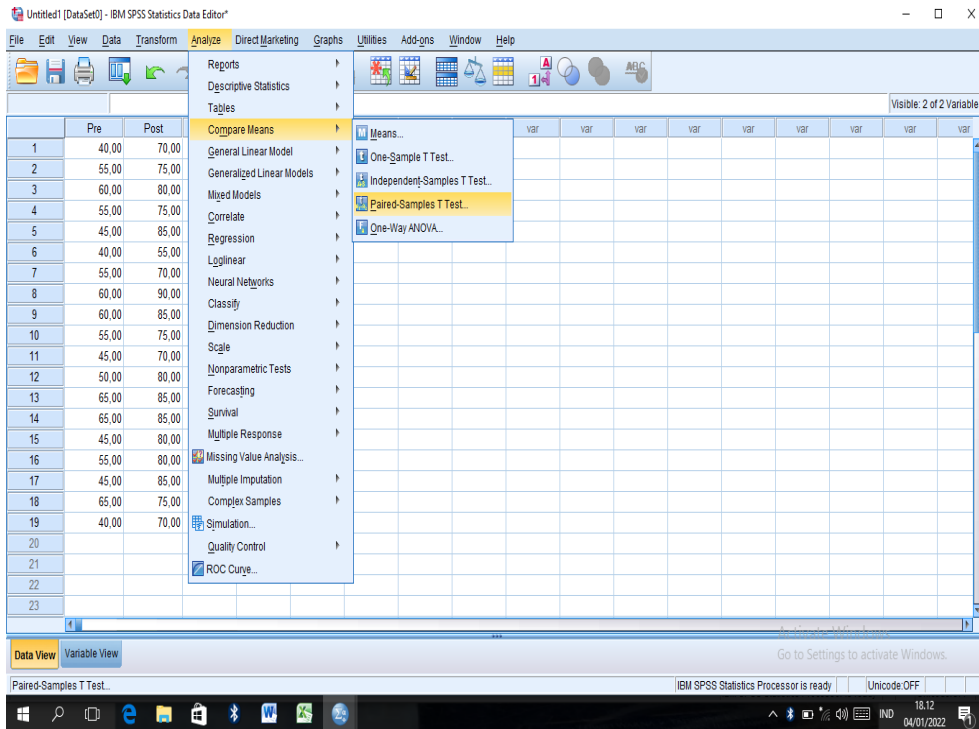 Untitled1 [DataSet0] - IBM SPSS Statistics Data Editor*
File Edit View Data Transform Analyze Direct Marketing Graphs Utilities Add-ons Window Help
Visible: 2 of 2 Variable
Pre Post var var var var var var var var var
1 40,00 70,00
2 55,00 75,00
3 60,00 80,00
4 55,00 75,00
5 45,00 85,00
6 40,00 55,00
7 55,00 70,00
8 60,00 90,00
9 60,00 85,00
10 55,00 75,00
11 45,00 70,00
12 50,00 80,00
13 65,00 85,00
14 65,00 85,00
15 45,00 80,00
16 55,00 80,00
17 45,00 85,00
18 65,00 75,00
19 40,00 70,00
20
21
22
23
Reports
Descriptive Statistics
Tables
Compare Means
General Linear Model
Generalized Linear Models
Mixed Models
Correlate
Regression
Loglinear
Neural Networks
Classify
Dimension Reduction
Scale
Nonparametric Tests
Forecasting
Survival
Multiple Response
Missing Value Analysis...
Multiple Imputation
Complex Samples
Simulation...
Quality Control
ROC Curve...
Means...
One-Sample T Test...
Independent-Samples T Test...
Paired-Samples T Test...
One-Way ANOVA...
Data View Variable View
Activate Windows
Go to Settings to activate Windows.
Paired-Samples T Test... IBM SPSS Statistics Processor is ready Unicode:OFF
IND 18.12
04/01/2022